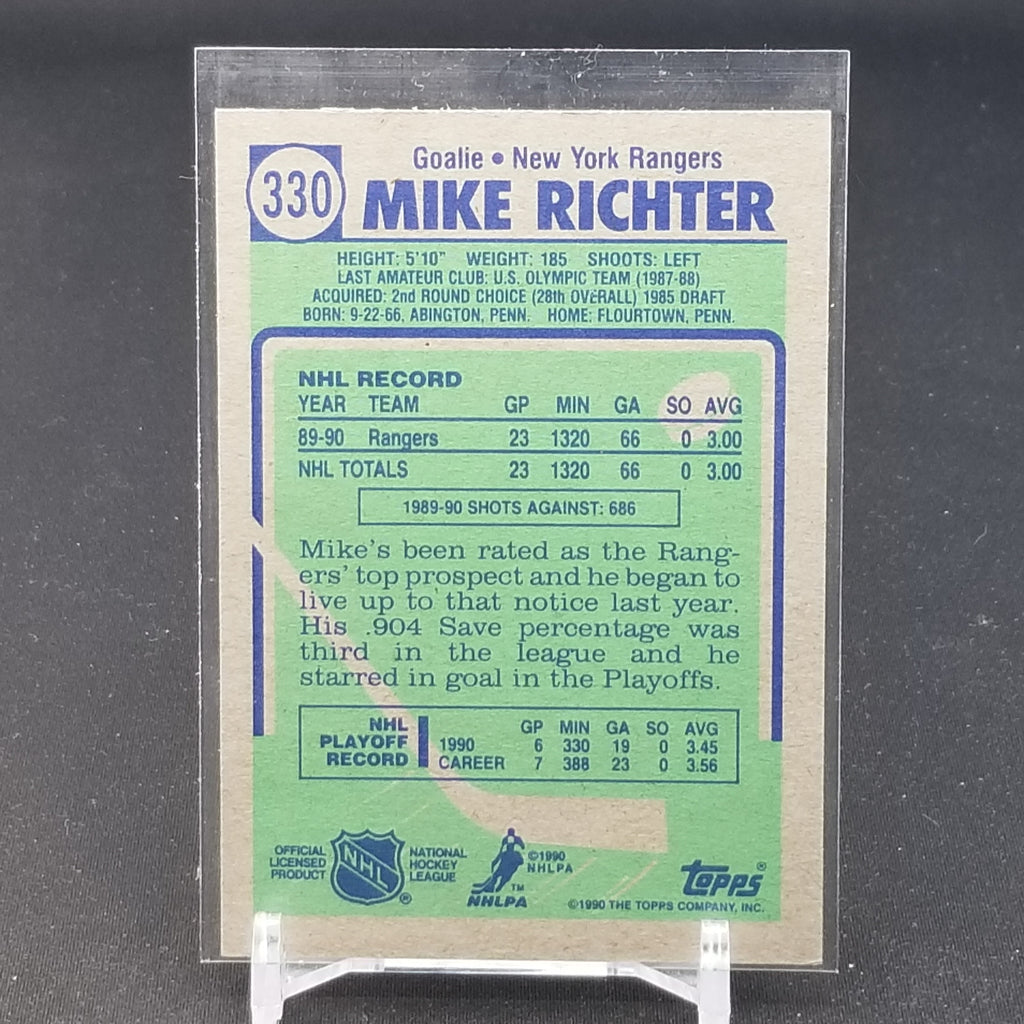 330
Goalie • New York Rangers
MIKE RICHTER
HEIGHT: 5'10" WEIGHT: 185 SHOOTS: LEFT
LAST AMATEUR CLUB: U.S. OLYMPIC TEAM (1987-88)
ACQUIRED: 2nd ROUND CHOICE (28th OVERALL) 1985 DRAFT
BORN: 9-22-66, ABINGTON, PENN. HOME: FLOURTOWN, PENN.
NHL RECORD
YEAR TEAM GP MIN GA SO AVG
89-90 Rangers 23 1320 66 0 3.00
NHL TOTALS 23 1320 66 0 3.00
1989-90 SHOTS AGAINST: 686
Mike's been rated as the Rang-
ers' top prospect and he began to
live up to that notice last year.
His .904 Save percentage was
third in the league and he
starred in goal in the Playoffs.
NHL PLAYOFF RECORD
GP MIN GA SO AVG
1990 6 330 19 0 3.45
CAREER 7 388 23 0 3.56
OFFICIAL
LICENSED
PRODUCT
NHL
®
NATIONAL
HOCKEY
LEAGUE
©1990
NHLPA
TM
NHLPA
topps®
©1990 THE TOPPS COMPANY, INC.